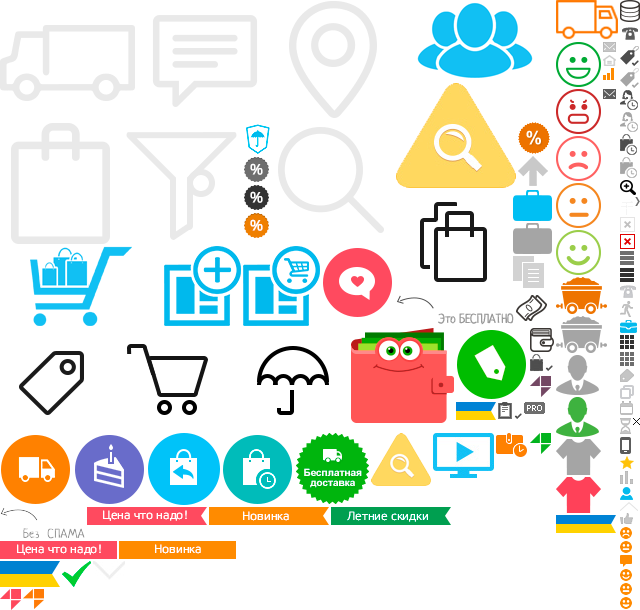 %
%
%
%
Это БЕСПЛАТНО
PRO
Бесплатная
доставка
Цена что надо!
Новинка
Летние скидки
Без СПАМА
Цена что надо!
Новинка